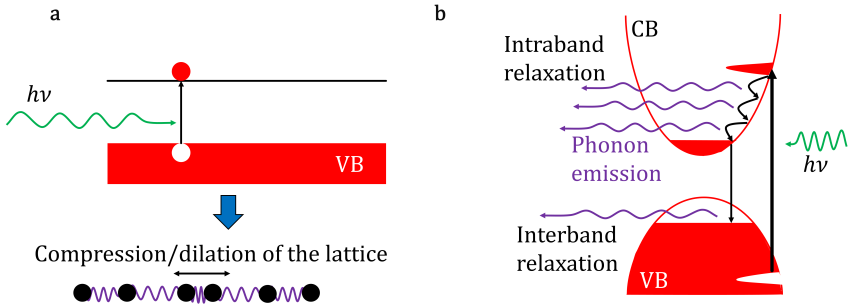 a
hν
VB
Compression/dilation of the lattice
b
CB
Intraband
relaxation
Phonon
emission
hν
Interband
relaxation
VB